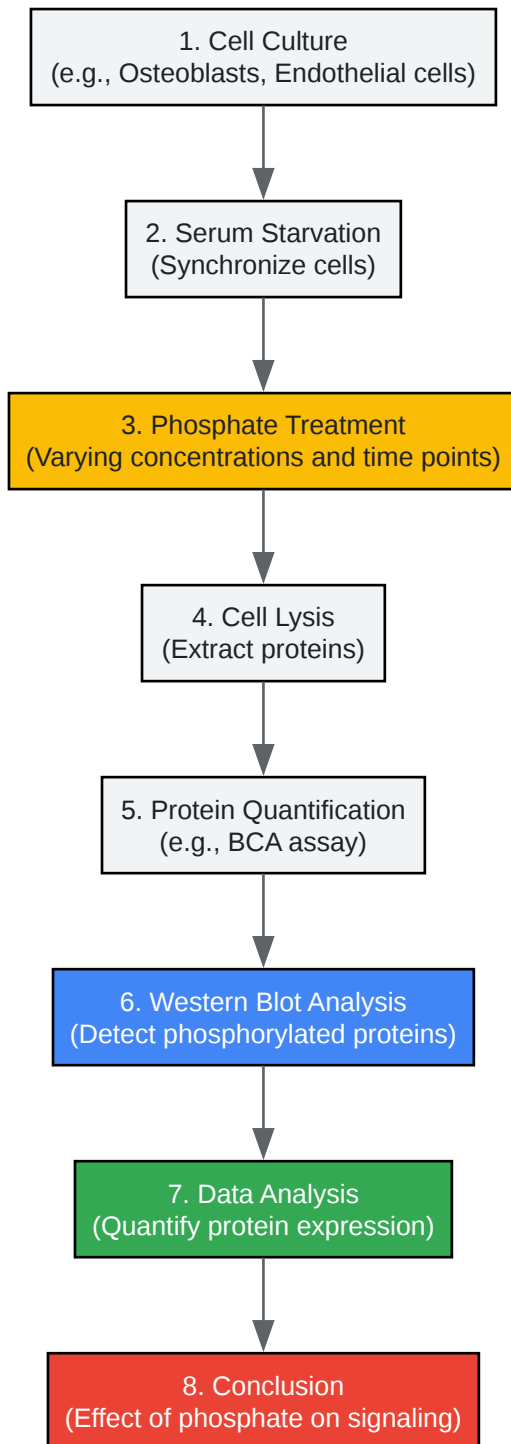 1. Cell Culture
(e.g., Osteoblasts, Endothelial cells)
2. Serum Starvation
(Synchronize cells)
3. Phosphate Treatment
(Varying concentrations and time points)
4. Cell Lysis
(Extract proteins)
5. Protein Quantification
(e.g., BCA assay)
6. Western Blot Analysis
(Detect phosphorylated proteins)
7. Data Analysis
(Quantify protein expression)
8. Conclusion
(Effect of phosphate on signaling)